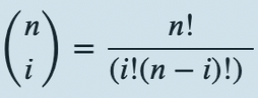 (n i) = n! / (i!(n − i)!)